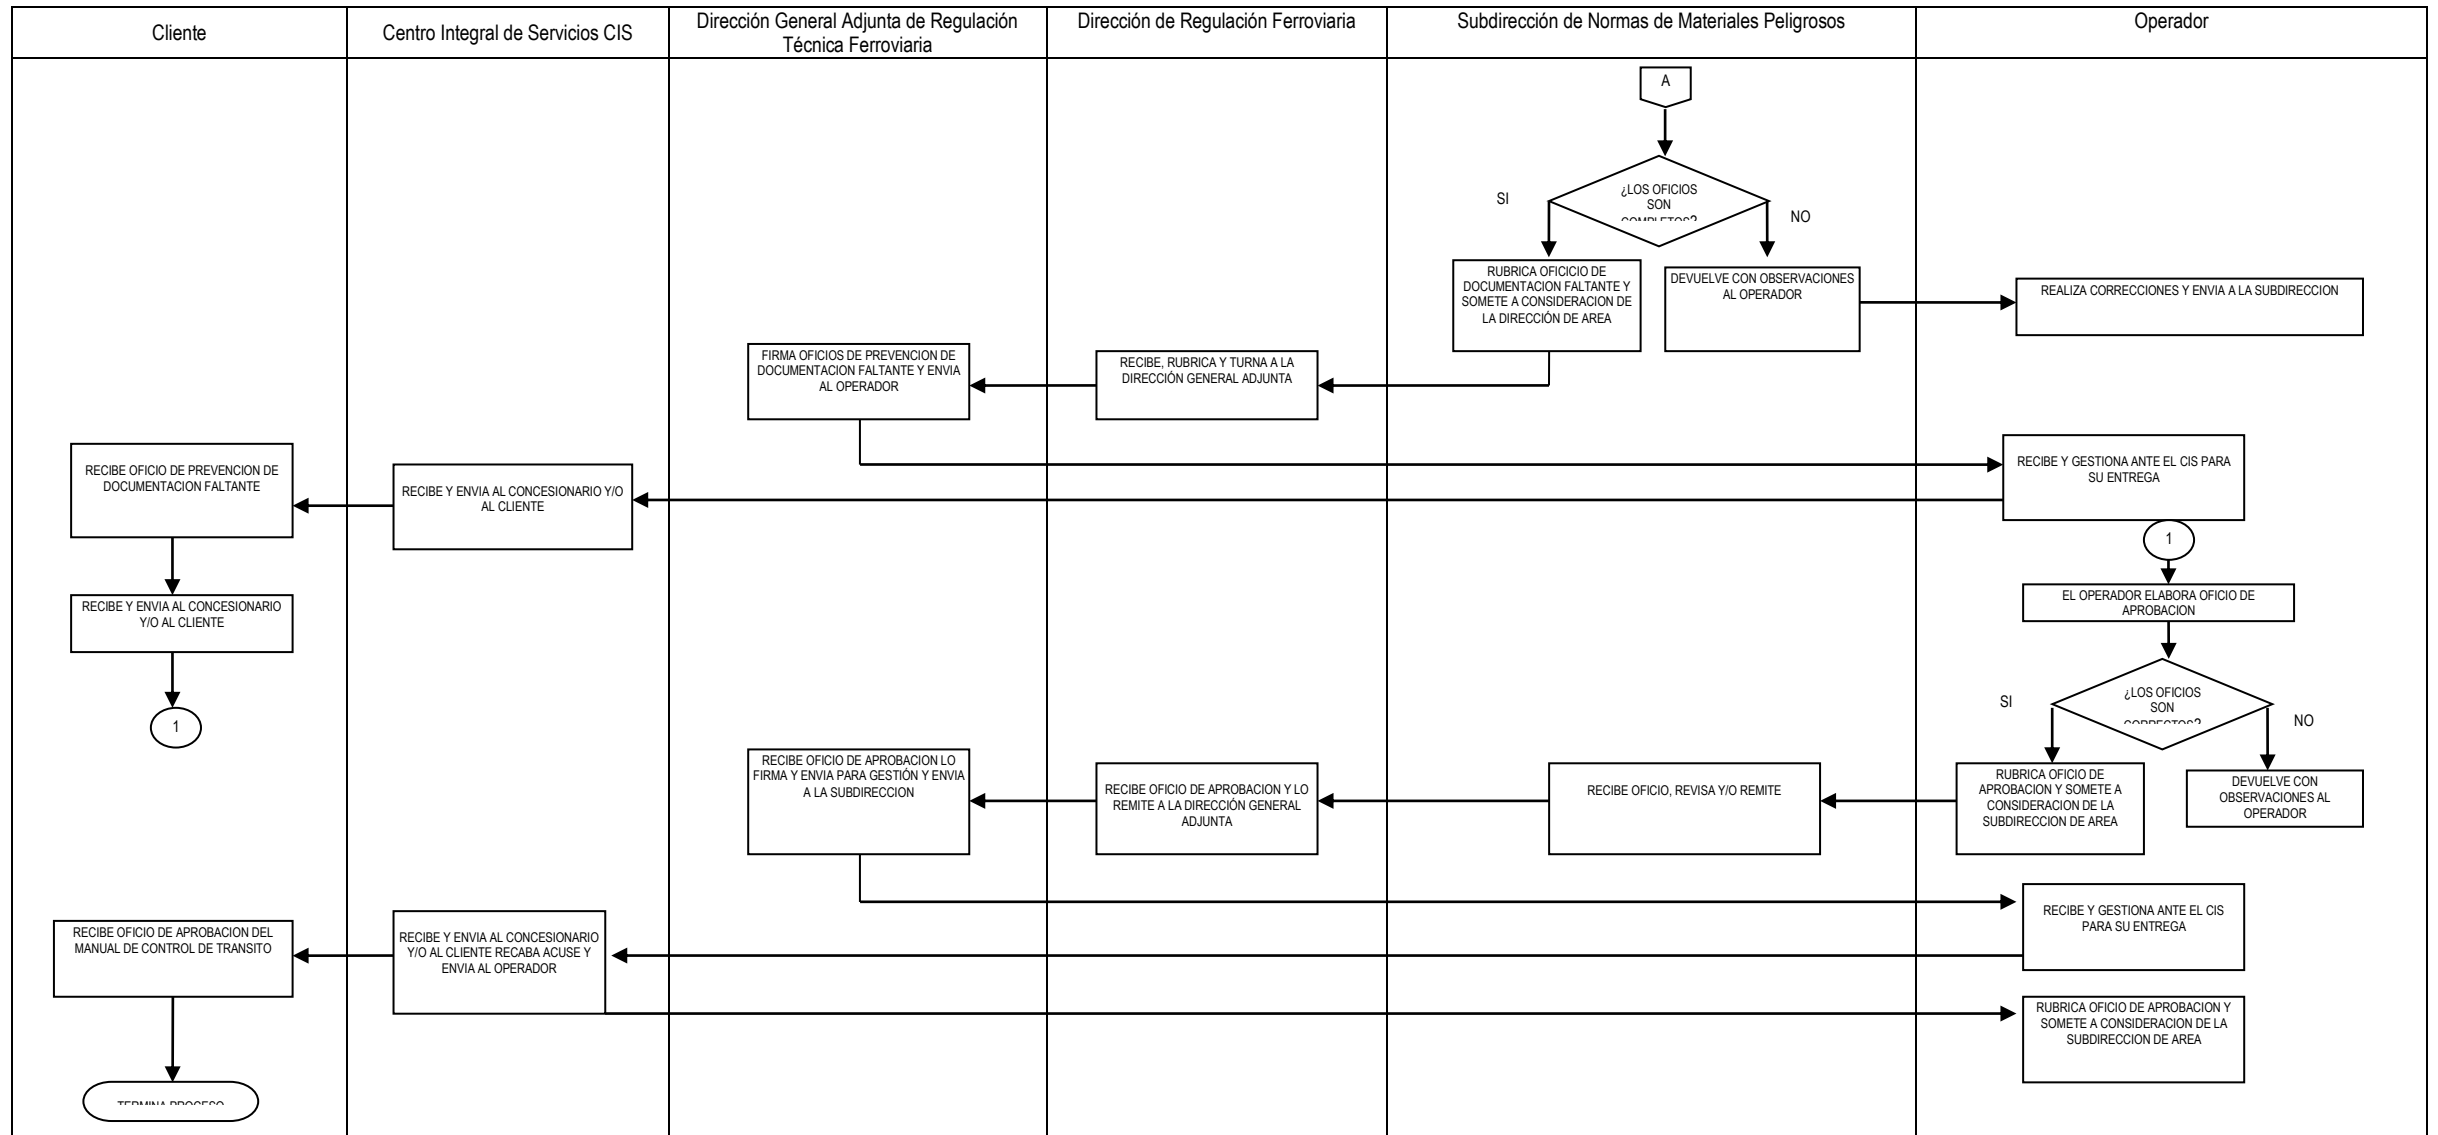 Cliente
Centro Integral de Servicios CIS
Dirección General Adjunta de Regulación
Técnica Ferroviaria
Dirección de Regulación Ferroviaria
Subdirección de Normas de Materiales Peligrosos
Operador
A
¿LOS OFICIOS
SON
COMPLETOS?
SI
NO
RUBRICA OFICICIO DE
DOCUMENTACION FALTANTE Y
SOMETE A CONSIDERACION DE
LA DIRECCIÓN DE AREA
DEVUELVE CON OBSERVACIONES
AL OPERADOR
REALIZA CORRECCIONES Y ENVIA A LA SUBDIRECCION
FIRMA OFICIOS DE PREVENCION DE
DOCUMENTACION FALTANTE Y ENVIA
AL OPERADOR
RECIBE, RUBRICA Y TURNA A LA
DIRECCIÓN GENERAL ADJUNTA
RECIBE OFICIO DE PREVENCION DE
DOCUMENTACION FALTANTE
RECIBE Y ENVIA AL CONCESIONARIO Y/O
AL CLIENTE
RECIBE Y GESTIONA ANTE EL CIS PARA
SU ENTREGA
1
RECIBE Y ENVIA AL CONCESIONARIO
Y/O AL CLIENTE
EL OPERADOR ELABORA OFICIO DE
APROBACION
1
¿LOS OFICIOS
SON
CORRECTOS?
SI
NO
RECIBE OFICIO DE APROBACION LO
FIRMA Y ENVIA PARA GESTIÓN Y ENVIA
A LA SUBDIRECCION
RECIBE OFICIO DE APROBACION Y LO
REMITE A LA DIRECCIÓN GENERAL
ADJUNTA
RECIBE OFICIO, REVISA Y/O REMITE
RUBRICA OFICIO DE
APROBACION Y SOMETE A
CONSIDERACION DE LA
SUBDIRECCION DE AREA
DEVUELVE CON
OBSERVACIONES AL
OPERADOR
RECIBE OFICIO DE APROBACION DEL
MANUAL DE CONTROL DE TRANSITO
RECIBE Y ENVIA AL CONCESIONARIO
Y/O AL CLIENTE RECABA ACUSE Y
ENVIA AL OPERADOR
RECIBE Y GESTIONA ANTE EL CIS
PARA SU ENTREGA
RUBRICA OFICIO DE APROBACION Y
SOMETE A CONSIDERACION DE LA
SUBDIRECCION DE AREA
TERMINA PROCESO